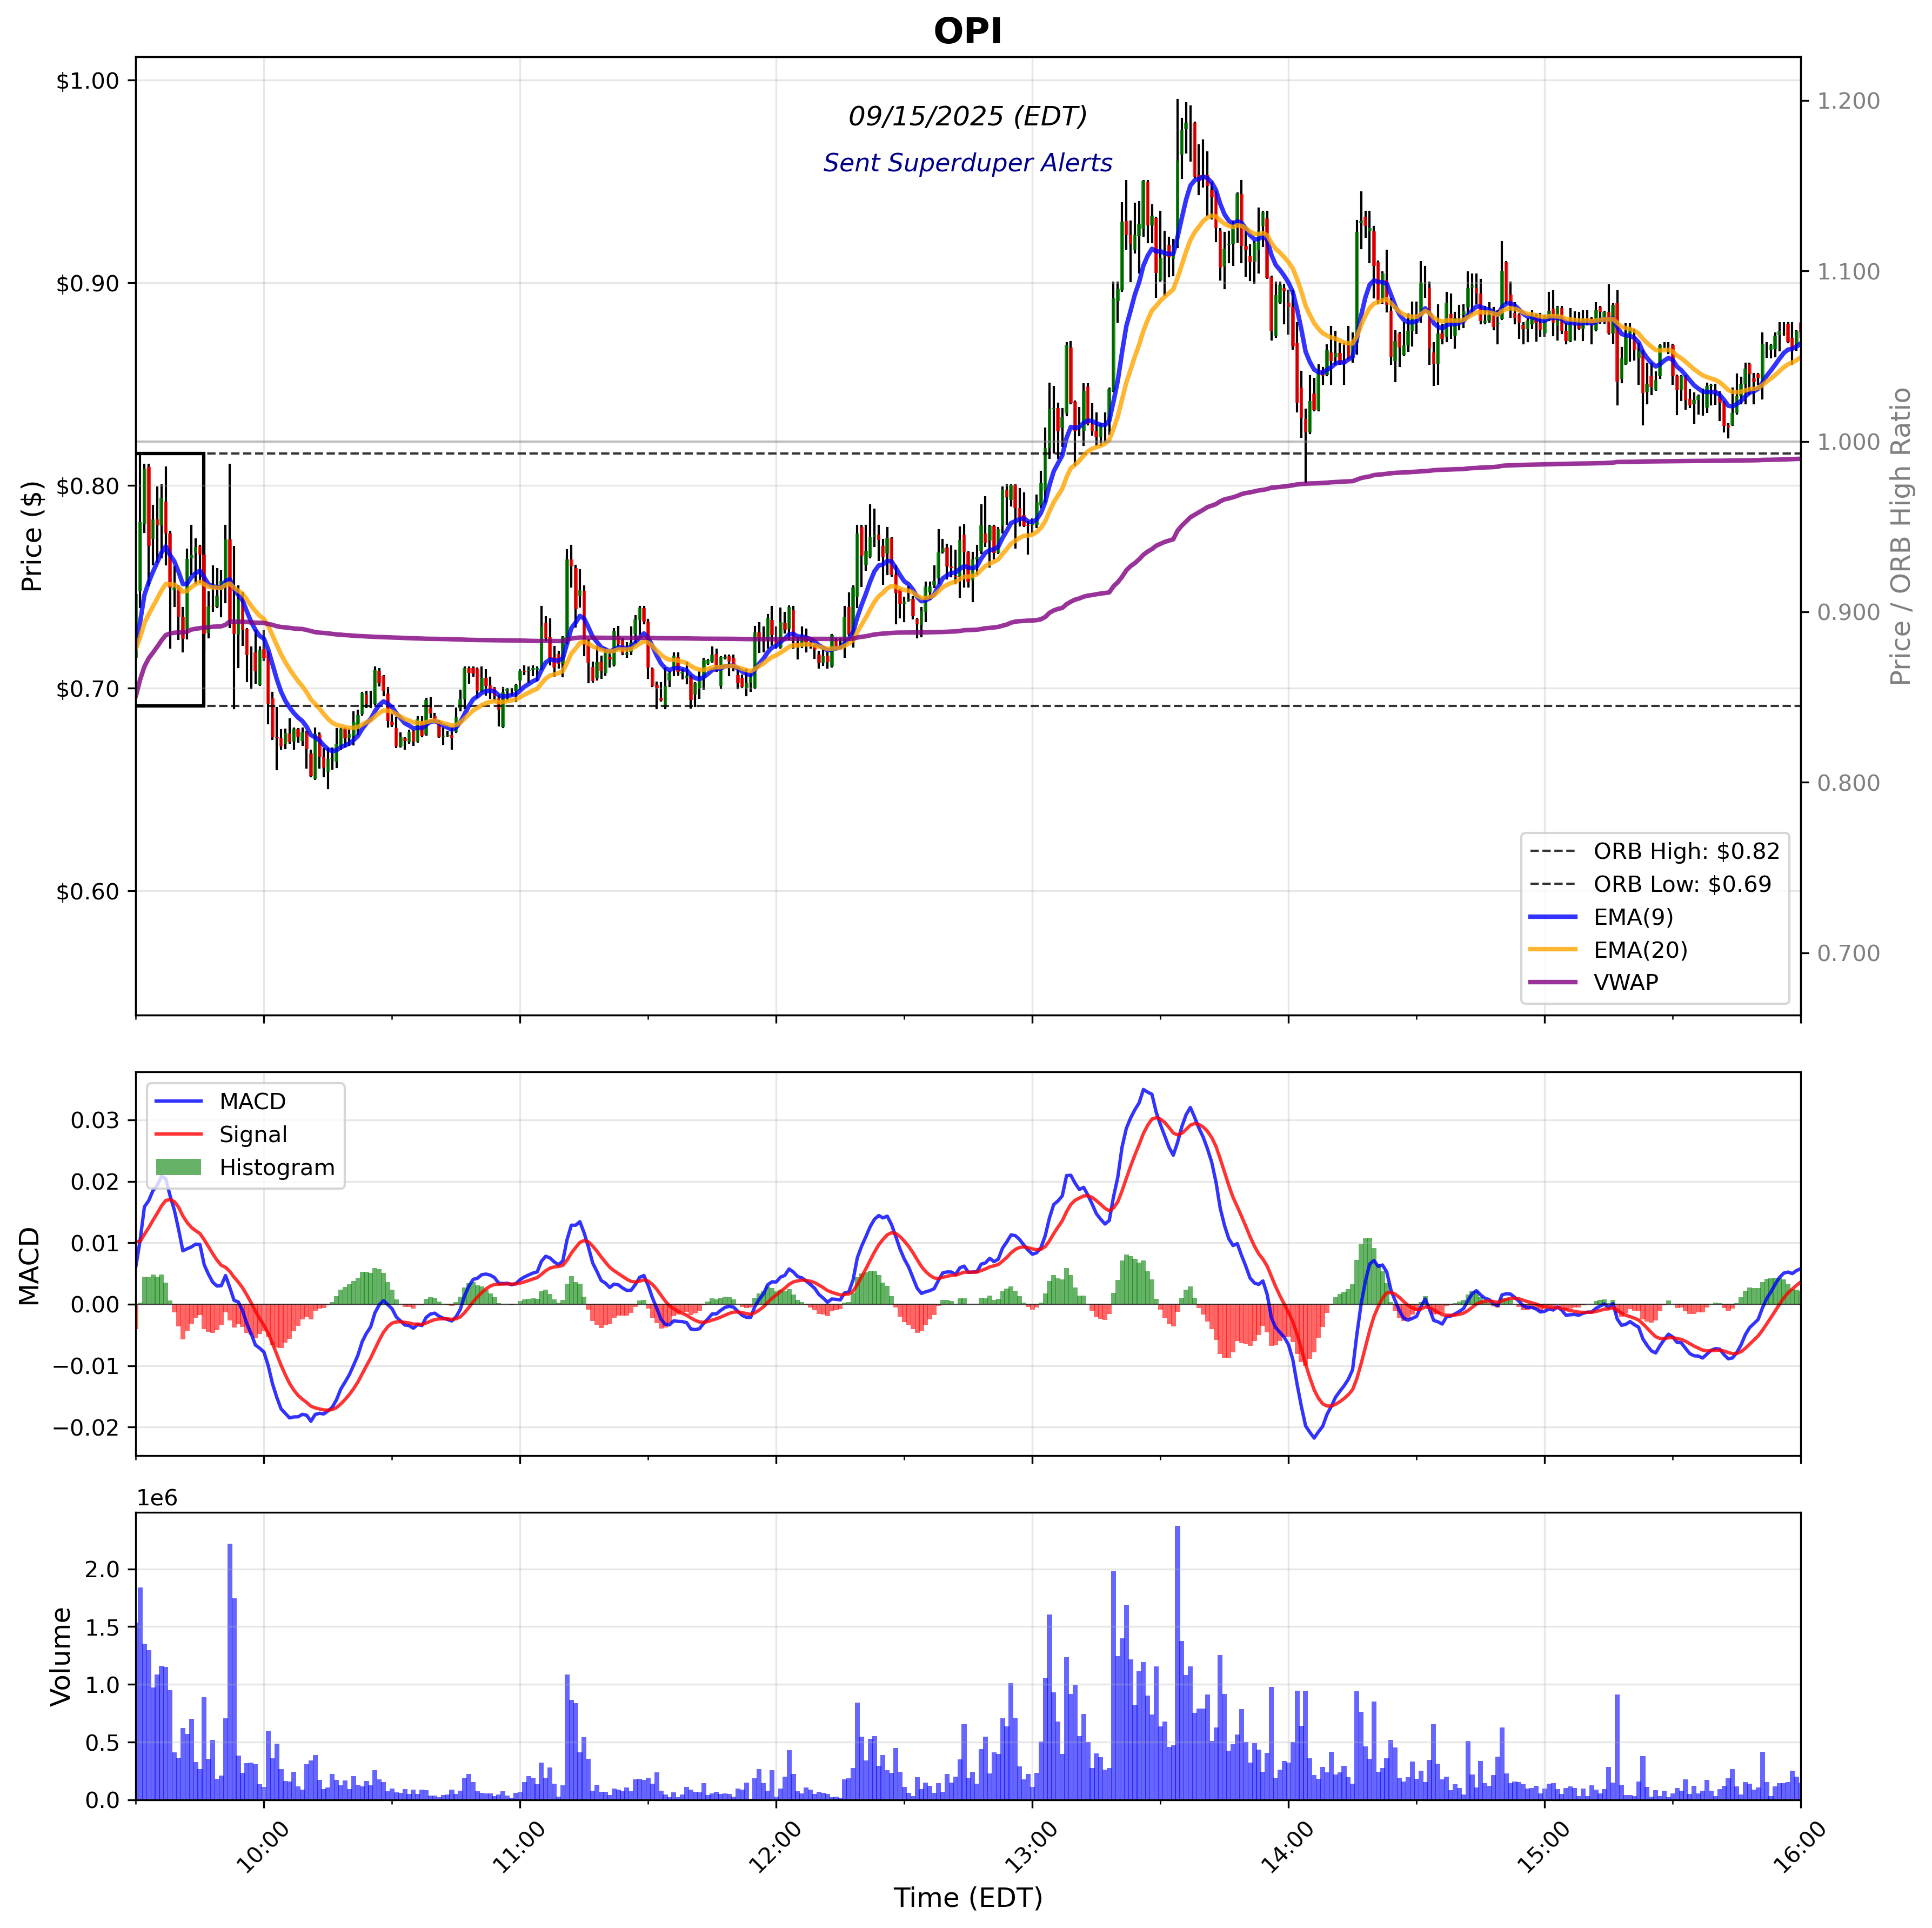 OPI
09/15/2025 (EDT)
Sent Superduper Alerts
Price ($)
$1.00
$0.90
$0.80
$0.70
$0.60
1.200
1.100
1.000
0.900
0.800
0.700
Price / ORB High Ratio
ORB High: $0.82
ORB Low: $0.69
EMA(9)
EMA(20)
VWAP
MACD
0.03
0.02
0.01
0.00
−0.01
−0.02
MACD
Signal
Histogram
1e6
Volume
2.0
1.5
1.0
0.5
0.0
10:00
11:00
12:00
13:00
14:00
15:00
16:00
Time (EDT)